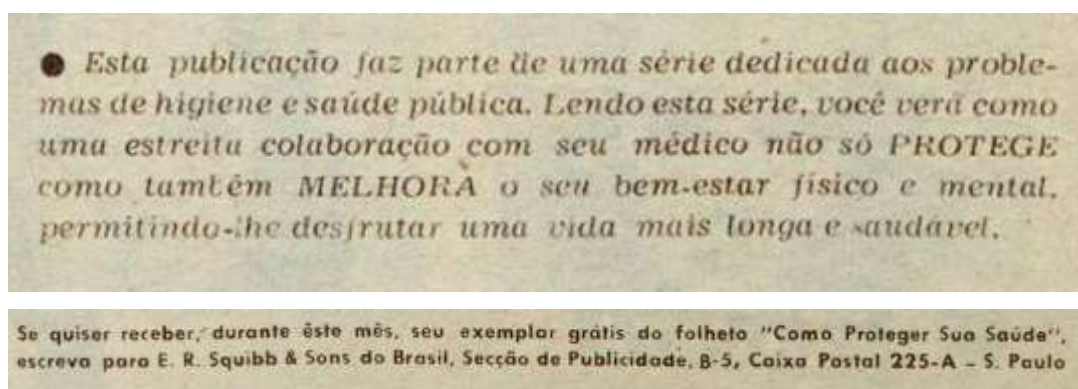 ● Esta publicação faz parte de uma série dedicada aos proble-
mas de higiene e saúde pública. Lendo esta série, você verá como
uma estreita colaboração com seu médico não só PROTEGE
como também MELHORA o seu bem-estar físico e mental,
permitindo-lhe desfrutar uma vida mais longa e saudável.
Se quiser receber, durante êste mês, seu exemplar grátis do folheto "Como Proteger Sua Saúde",
escreva para E. R. Squibb & Sons do Brasil, Secção de Publicidade, B-5, Caixa Postal 225-A - S. Paulo